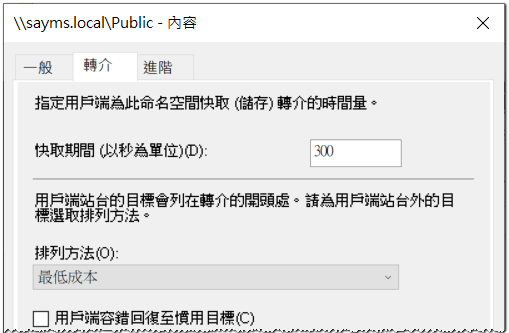 \\sayms.local\Public - 內容
一般 轉介 進階
指定用戶端為此命名空間快取 (儲存) 轉介的時間量。
快取期間 (以秒為單位)(D): 300
用戶端站台的目標會列在轉介的開頭處。請為用戶端站台外的目
標選取排列方法。
排列方法(O):
最低成本
用戶端容錯回復至慣用目標(C)